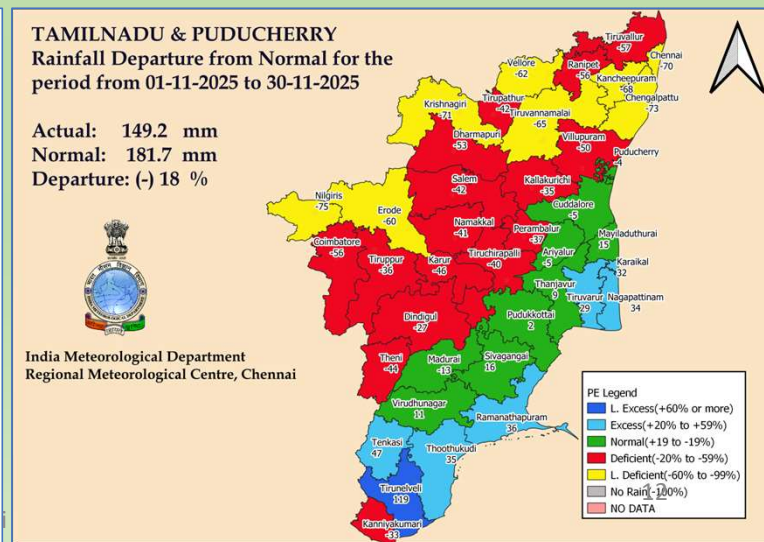 TAMILNADU & PUDUCHERRY
Rainfall Departure from Normal for the
period from 01-11-2025 to 30-11-2025
Actual: 149.2 mm
Normal: 181.7 mm
Departure: (-) 18 %
India Meteorological Department
Regional Meteorological Centre, Chennai
Tiruvallur
-57
Chennai
-70
Vellore
-62
Ranipet
-56
Kancheepuram
-68
Chengalpattu
-73
Tirupathur
-42
Krishnagiri
-71
Tiruvannamalai
-65
Dharmapuri
-53
Villupuram
-50
Puducherry
-4
Salem
-42
Kallakurichi
-35
Cuddalore
-5
Nilgiris
-75
Erode
-60
Namakkal
-41
Perambalur
-37
Mayiladuthurai
15
Coimbatore
-56
Tiruppur
-36
Karur
-46
Tiruchirapalli
-40
Ariyalur
-5
Karaikal
32
Thanjavur
9
Tiruvarur
29
Nagapattinam
34
Dindigul
-27
Pudukkottai
2
Theni
-44
Madurai
-13
Sivagangai
16
Virudhunagar
11
Ramanathapuram
36
Tenkasi
47
Thoothukudi
35
Tirunelveli
119
Kanniyakumari
-33
PE Legend
L. Excess(+60% or more)
Excess(+20% to +59%)
Normal(+19 to -19%)
Deficient(-20% to -59%)
L. Deficient(-60% to -99%)
No Rain(-100%)
NO DATA
12